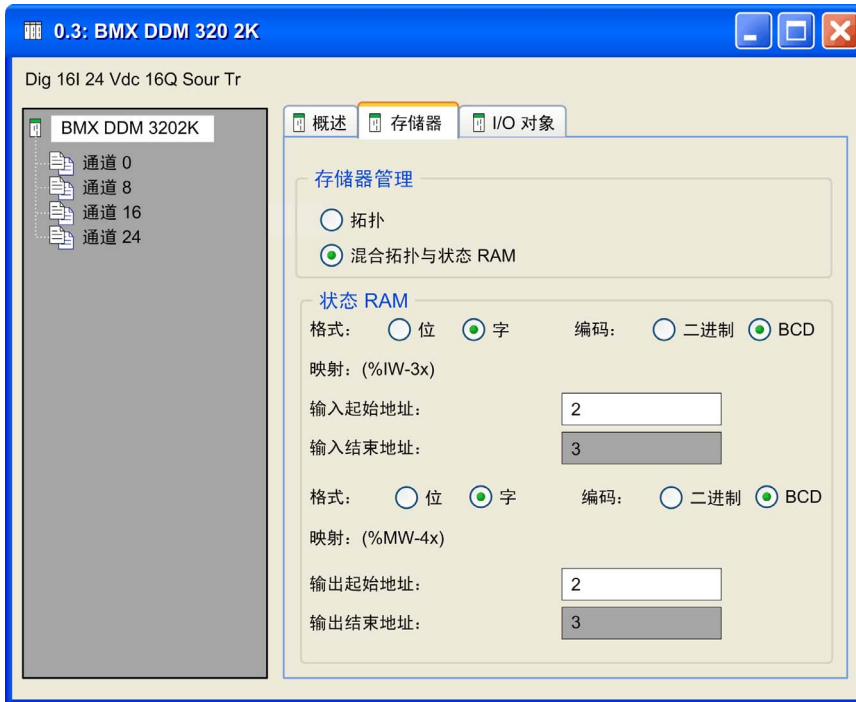 0.3: BMX DDM 320 2K
Dig 16I 24 Vdc 16Q Sour Tr
BMX DDM 3202K
通道 0
通道 8
通道 16
通道 24
概述 存储器 I/O 对象
存储器管理
拓扑
混合拓扑与状态 RAM
状态 RAM
格式: 位 字 编码: 二进制 BCD
映射: (%IW-3x)
输入起始地址: 2
输入结束地址: 3
格式: 位 字 编码: 二进制 BCD
映射: (%MW-4x)
输出起始地址: 2
输出结束地址: 3